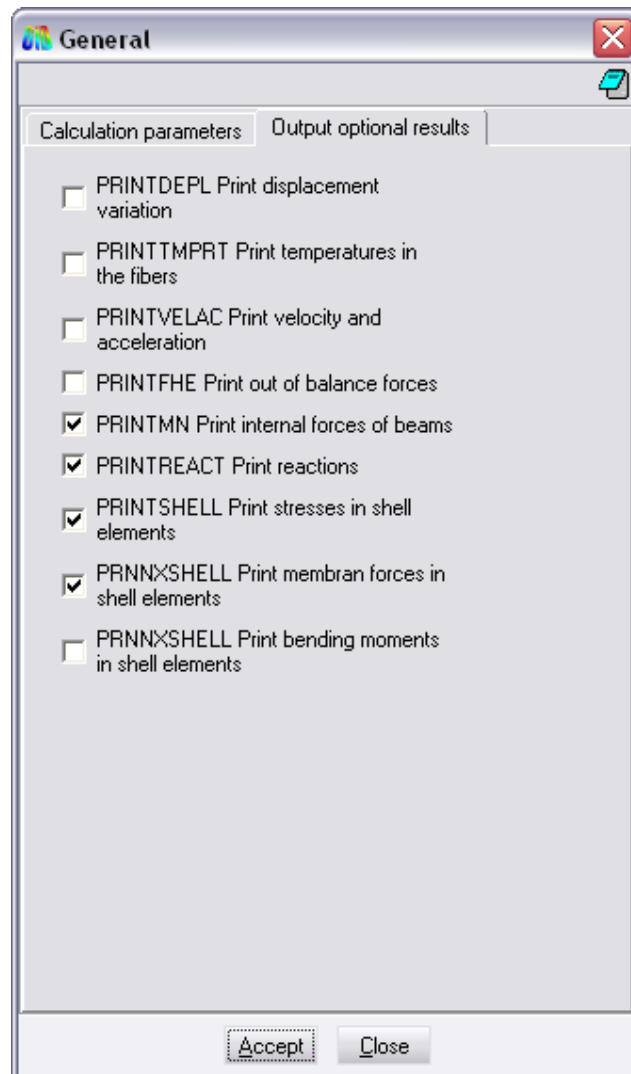 General
Calculation parameters
Output optional results
PRINTDEPL Print displacement
variation
PRINTTMPRT Print temperatures in
the fibers
PRINTVELAC Print velocity and
acceleration
PRINTFHE Print out of balance forces
PRINTMN Print internal forces of beams
PRINTREACT Print reactions
PRINTSHELL Print stresses in shell
elements
PRNNXSHELL Print membran forces in
shell elements
PRNNXSHELL Print bending moments
in shell elements
Accept
Close